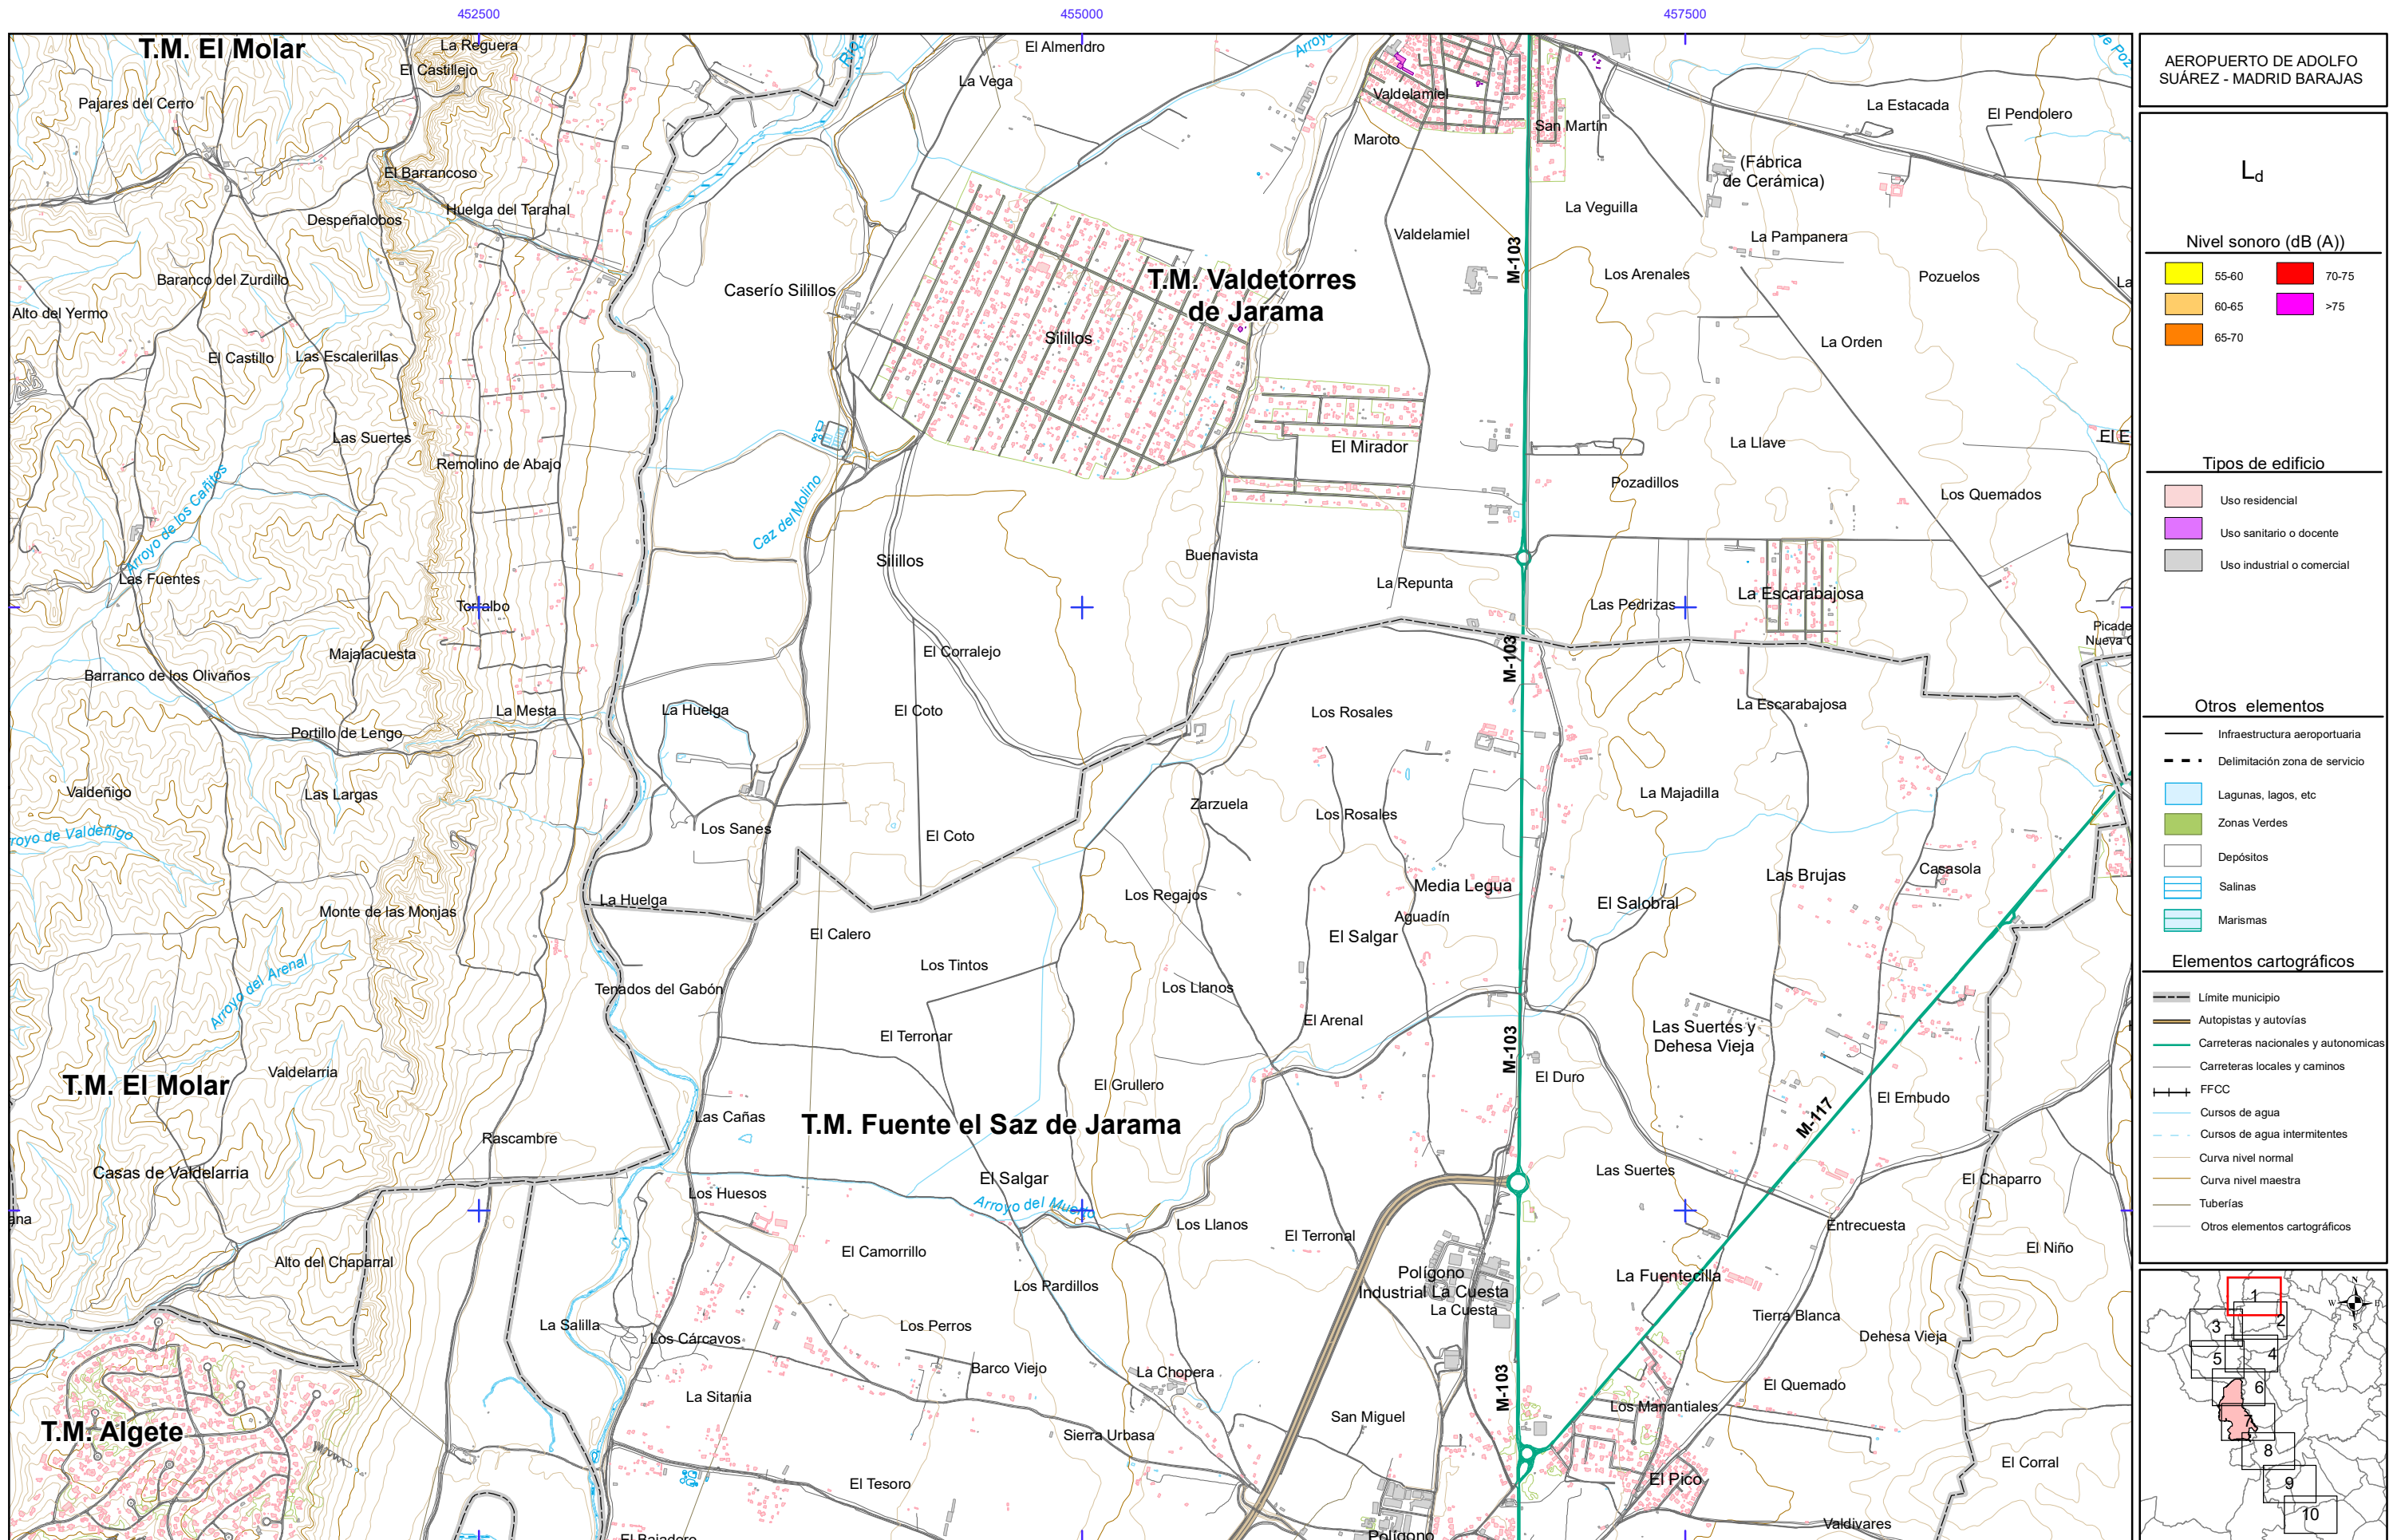 452500
455000
457500
T.M. El Molar
La Reguera
El Castillejo
Pajares del Cerro
El Almendro
La Vega
Valdelamiel
Maroto
San Martín
La Estacada
El Pendolero
(Fábrica
de Cerámica)
El Barrancoso
Huelga del Tarahal
Despeñalobos
La Veguilla
Valdelamiel
M-103
La Pampanera
Los Arenales
Pozuelos
Baranco del Zurdillo
Caserío Silillos
T.M. Valdetorres
de Jarama
Alto del Yermo
El Castillo
Las Escalerillas
Silillos
La Orden
Las Suertes
Remolino de Abajo
El Mirador
La Llave
Pozadillos
Los Quemados
Arroyo de los Cañitos
Caz del Molino
Las Fuentes
Silillos
Buenavista
La Repunta
Torralbo
Las Pedrizas
La Escarabajosa
El Corralejo
M-103
Majalacuesta
Barranco de los Olivaños
La Mesta
La Huelga
El Coto
Los Rosales
La Escarabajosa
Portillo de Lengo
Valdeñigo
Las Largas
Zarzuela
La Majadilla
Los Sanes
El Coto
Los Rosales
Media Legua
Las Brujas
Casasola
Los Regajos
La Huelga
Monte de las Monjas
El Calero
Aguadín
El Salobral
El Salgar
Los Tintos
Arroyo del Arenal
Tenados del Gabón
Los Llanos
El Arenal
Las Suertes y
Dehesa Vieja
El Terronar
M-103
Valdelarria
T.M. El Molar
El Grullero
El Duro
El Embudo
M-117
Las Cañas
T.M. Fuente el Saz de Jarama
Rascambre
Casas de Valdelarria
El Salgar
Las Suertes
El Chaparro
Los Huesos
Arroyo del Muerto
Los Llanos
El Terronal
Entrecuesta
El Niño
Alto del Chaparral
El Camorrillo
Los Pardillos
Polígono
Industrial La Cuesta
La Cuesta
La Fuentecilla
Tierra Blanca
Dehesa Vieja
La Salilla
Los Cárcavos
Los Perros
Barco Viejo
La Chopera
M-103
El Quemado
La Sitania
Los Manantiales
San Miguel
Sierra Urbasa
T.M. Algete
El Tesoro
El Pico
El Corral
Valdivares
Polígono
AEROPUERTO DE ADOLFO
SUÁREZ - MADRID BARAJAS
Ld
Nivel sonoro (dB (A))
55-60
70-75
60-65
>75
65-70
Tipos de edificio
Uso residencial
Uso sanitario o docente
Uso industrial o comercial
Otros elementos
Infraestructura aeroportuaria
Delimitación zona de servicio
Lagunas, lagos, etc
Zonas Verdes
Depósitos
Salinas
Marismas
Elementos cartográficos
Límite municipio
Autopistas y autovías
Carreteras nacionales y autonomicas
Carreteras locales y caminos
FFCC
Cursos de agua
Cursos de agua intermitentes
Curva nivel normal
Curva nivel maestra
Tuberías
Otros elementos cartográficos
N
W
E
S
1
2
3
4
5
6
7
8
9
10